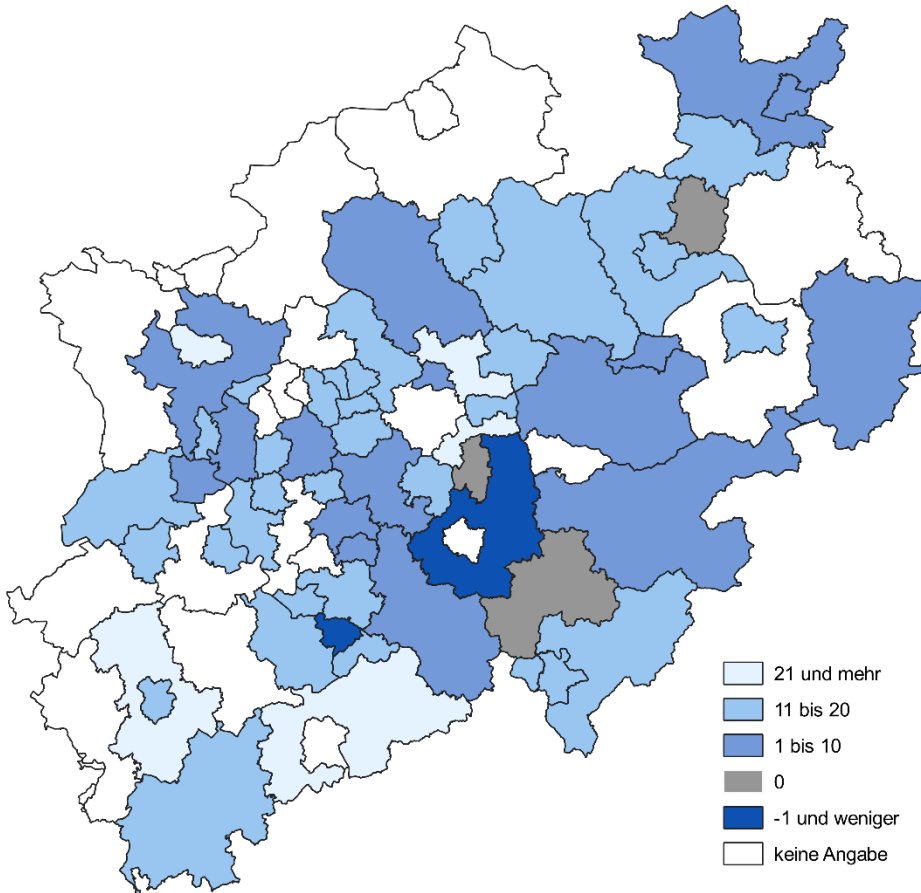 21 und mehr
11 bis 20
1 bis 10
0
-1 und weniger
keine Angabe